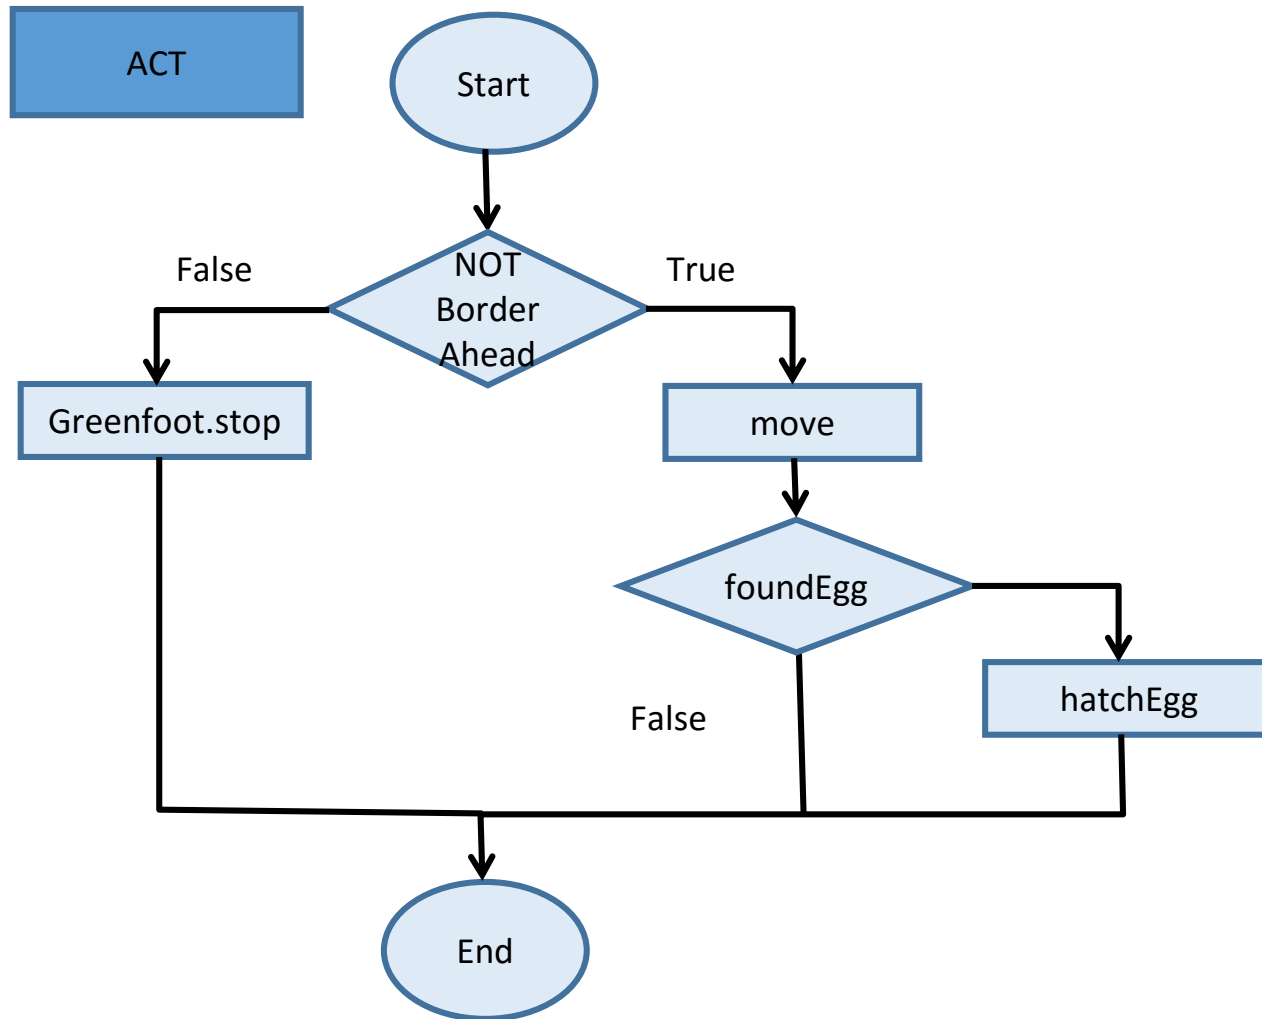 ACT
Start
False
NOT
True
Border
Ahead
Greenfoot.stop
move
foundEgg
hatchEgg
False
End